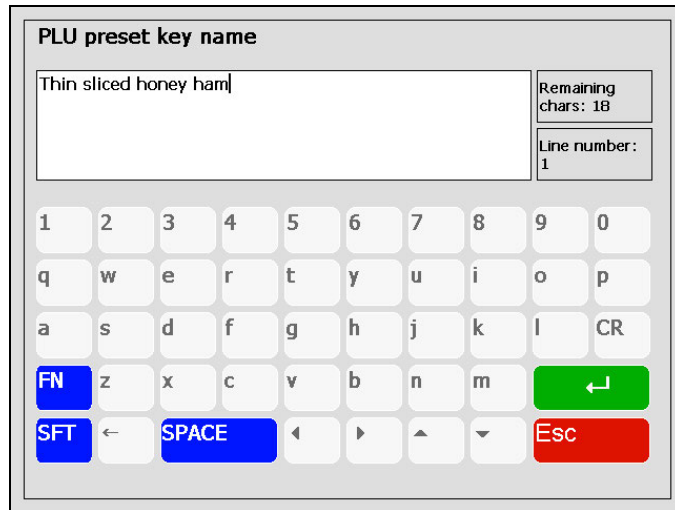 PLU preset key name
Thin sliced honey ham
Remaining
chars: 18
Line number:
1
1 2 3 4 5 6 7 8 9 0
q w e r t y u i o p
a s d f g h j k l CR
FN z x c v b n m
SFT ← SPACE Esc